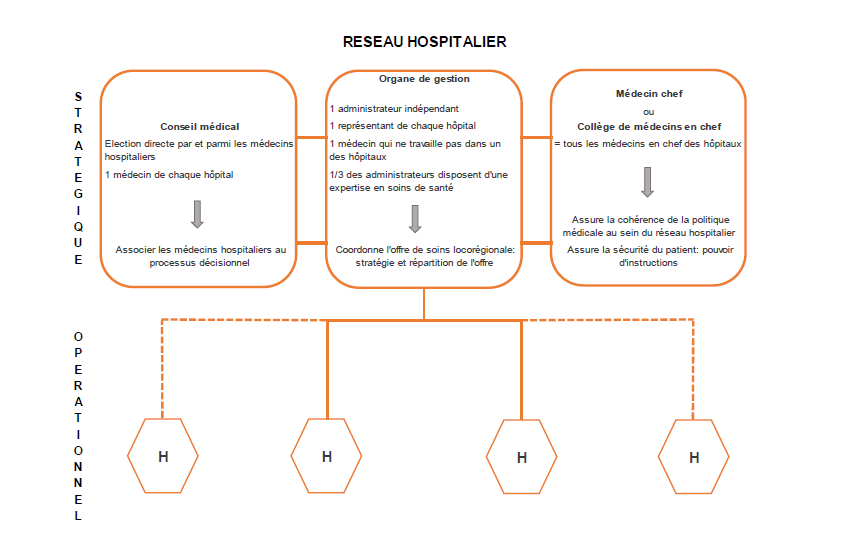 RESEAU HOSPITALIER
STRATEGIQUE
Conseil médical
Election directe par et parmi les médecins
hospitaliers
1 médecin de chaque hôpital
Associer les médecins hospitaliers au
processus décisionnel
Organe de gestion
1 administrateur indépendant
1 représentant de chaque hôpital
1 médecin qui ne travaille pas dans un
des hôpitaux
1/3 des administrateurs disposent d'une
expertise en soins de santé
Coordonne l'offre de soins locorégionale:
stratégie et répartition de l'offre
Médecin chef
ou
Collège de médecins en chef
= tous les médecins en chef des hôpitaux
Assure la cohérence de la politique
médicale au sein du réseau hospitalier
Assure la sécurité du patient: pouvoir
d'instructions
OPERATIONNEL
H
H
H
H